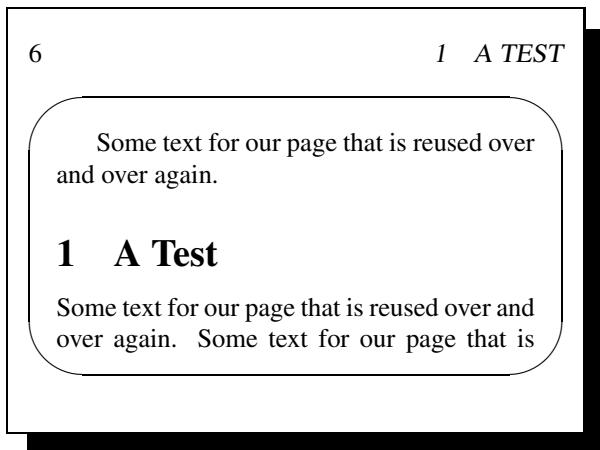 6 1 A TEST
Some text for our page that is reused over
and over again.
1 A Test
Some text for our page that is reused over and
over again. Some text for our page that is